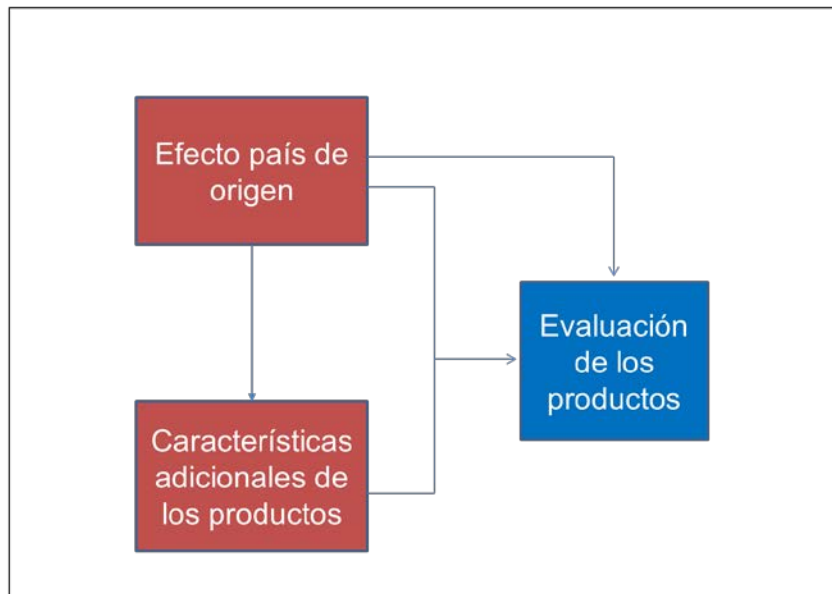 Efecto país de
origen
Evaluación
de los
productos
Características
adicionales de
los productos